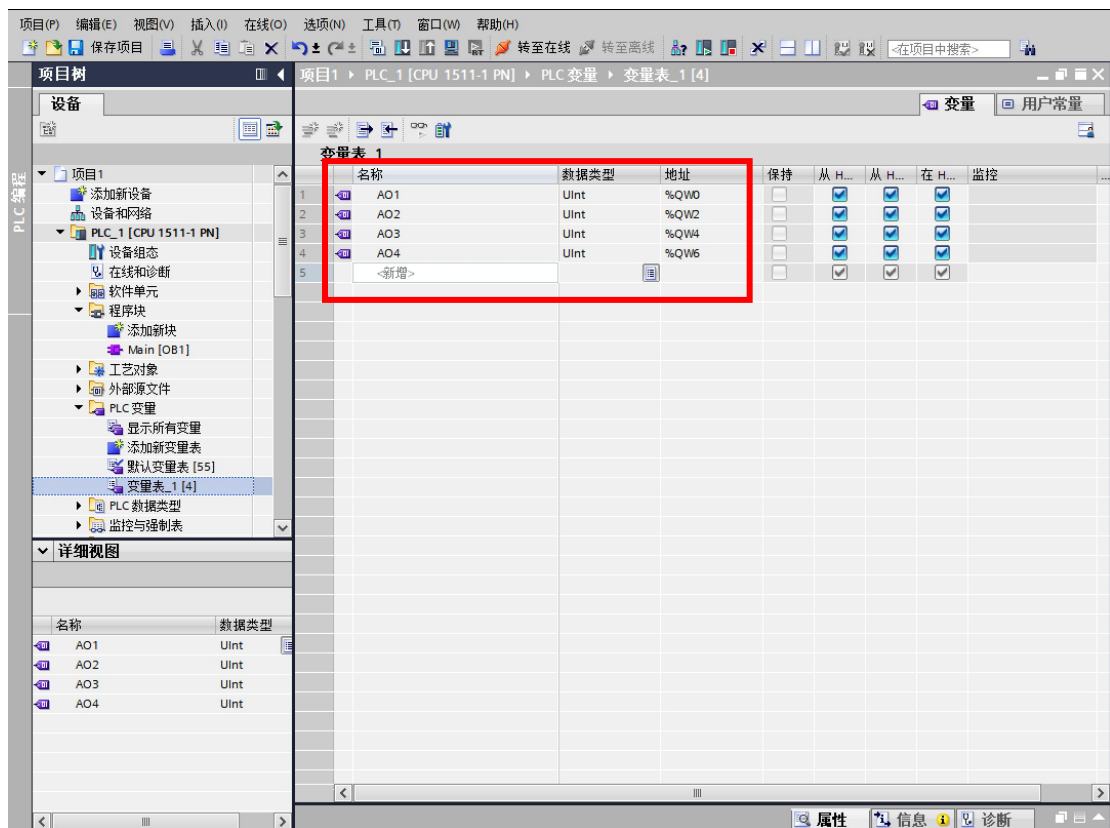 项目(P) 编辑(E) 视图(V) 插入(I) 在线(O) 选项(N) 工具(T) 窗口(W) 帮助(H)
保存项目 转至在线 转至离线 <在项目中搜索>
项目树
项目1 ▸ PLC_1 [CPU 1511-1 PN] ▸ PLC 变量 ▸ 变量表_1 [4]
设备
变量 用户常量
变量表_1
PLC 编程
项目1
添加新设备
设备和网络
PLC_1 [CPU 1511-1 PN]
设备组态
在线和诊断
软件单元
程序块
添加新块
Main [OB1]
工艺对象
外部源文件
PLC 变量
显示所有变量
添加新变量表
默认变量表 [55]
变量表_1 [4]
PLC 数据类型
监控与强制表
名称 数据类型 地址 保持 从 H... 从 H... 在 H... 监控 ...
1 AO1 UInt %QW0
2 AO2 UInt %QW2
3 AO3 UInt %QW4
4 AO4 UInt %QW6
5 <新增>
详细视图
名称 数据类型
AO1 UInt
AO2 UInt
AO3 UInt
AO4 UInt
属性 信息 诊断